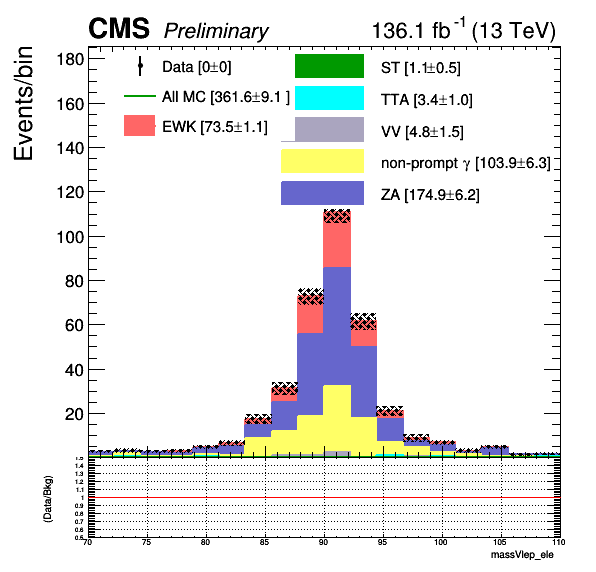 CMS Preliminary 136.1 fb⁻¹ (13 TeV)
Events/bin
180
160
140
120
100
80
60
40
20
Data [0±0]
All MC [361.6±9.1 ]
EWK [73.5±1.1]
ST [1.1±0.5]
TTA [3.4±1.0]
VV [4.8±1.5]
non-prompt γ [103.9±6.3]
ZA [174.9±6.2]
(Data/Bkg)
1.5
1.4
1.3
1.2
1.1
1
0.9
0.8
0.7
0.6
0.5
70 75 80 85 90 95 100 105 110
massVlep_ele